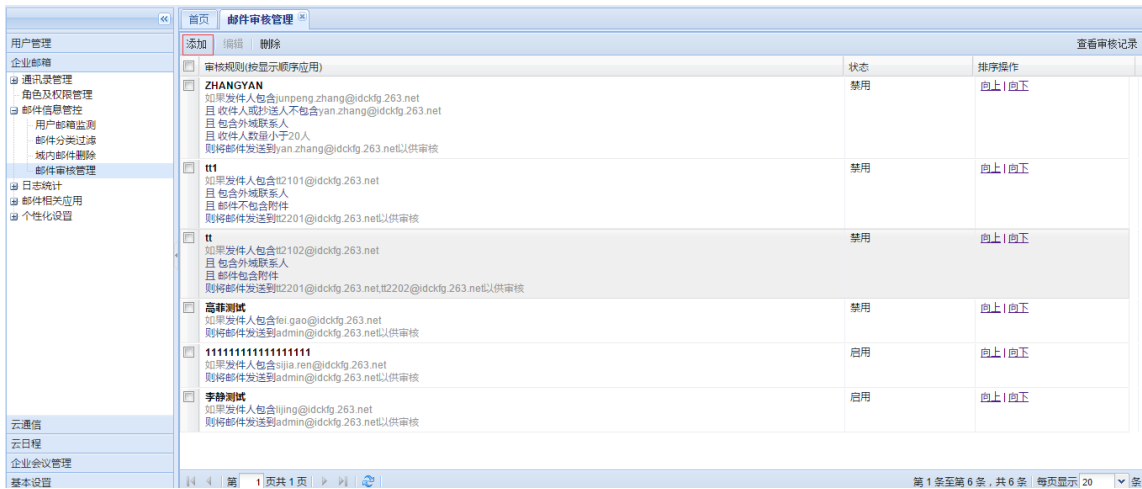 首页
邮件审核管理
用户管理
企业邮箱
通讯录管理
角色及权限管理
邮件信息管控
用户邮箱监测
邮件分类过滤
域内邮件删除
邮件审核管理
日志统计
邮件相关应用
个性化设置
云通信
云日程
企业会议管理
基本设置
添加 编辑 删除 查看审核记录
审核规则(按显示顺序应用) 状态 排序操作
ZHANGYAN 禁用 向上 | 向下
如果发件人包含junpeng.zhang@idckfg.263.net
且 收件人或抄送人不包含yan.zhang@idckfg.263.net
且 包含外域联系人
且 收件人数量小于20人
则将邮件发送到yan.zhang@idckfg.263.net以供审核
tt1 禁用 向上 | 向下
如果发件人包含tt2101@idckfg.263.net
且 包含外域联系人
且 邮件不包含附件
则将邮件发送到tt2201@idckfg.263.net以供审核
tt 禁用 向上 | 向下
如果发件人包含tt2102@idckfg.263.net
且 包含外域联系人
且 邮件包含附件
则将邮件发送到tt2201@idckfg.263.net,tt2202@idckfg.263.net以供审核
高菲测试 禁用 向上 | 向下
如果发件人包含fei.gao@idckfg.263.net
则将邮件发送到admin@idckfg.263.net以供审核
111111111111111111 启用 向上 | 向下
如果发件人包含sijia.ren@idckfg.263.net
则将邮件发送到admin@idckfg.263.net以供审核
李静测试 启用 向上 | 向下
如果发件人包含lijing@idckfg.263.net
则将邮件发送到admin@idckfg.263.net以供审核
第 1 页共 1 页 第 1 条至第 6 条，共 6 条 每页显示 20 条